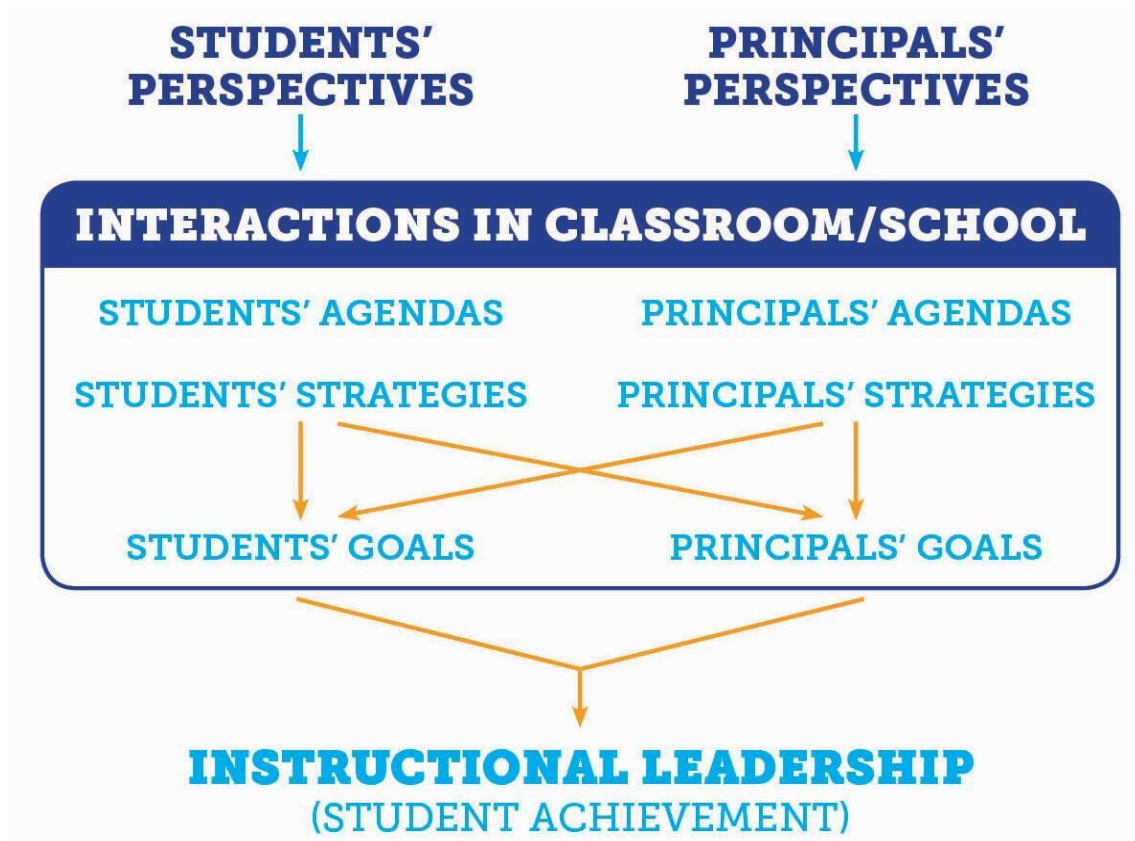 STUDENTS'
PERSPECTIVES
PRINCIPALS'
PERSPECTIVES
INTERACTIONS IN CLASSROOM/SCHOOL
STUDENTS' AGENDAS
PRINCIPALS' AGENDAS
STUDENTS' STRATEGIES
PRINCIPALS' STRATEGIES
STUDENTS' GOALS
PRINCIPALS' GOALS
INSTRUCTIONAL LEADERSHIP
(STUDENT ACHIEVEMENT)